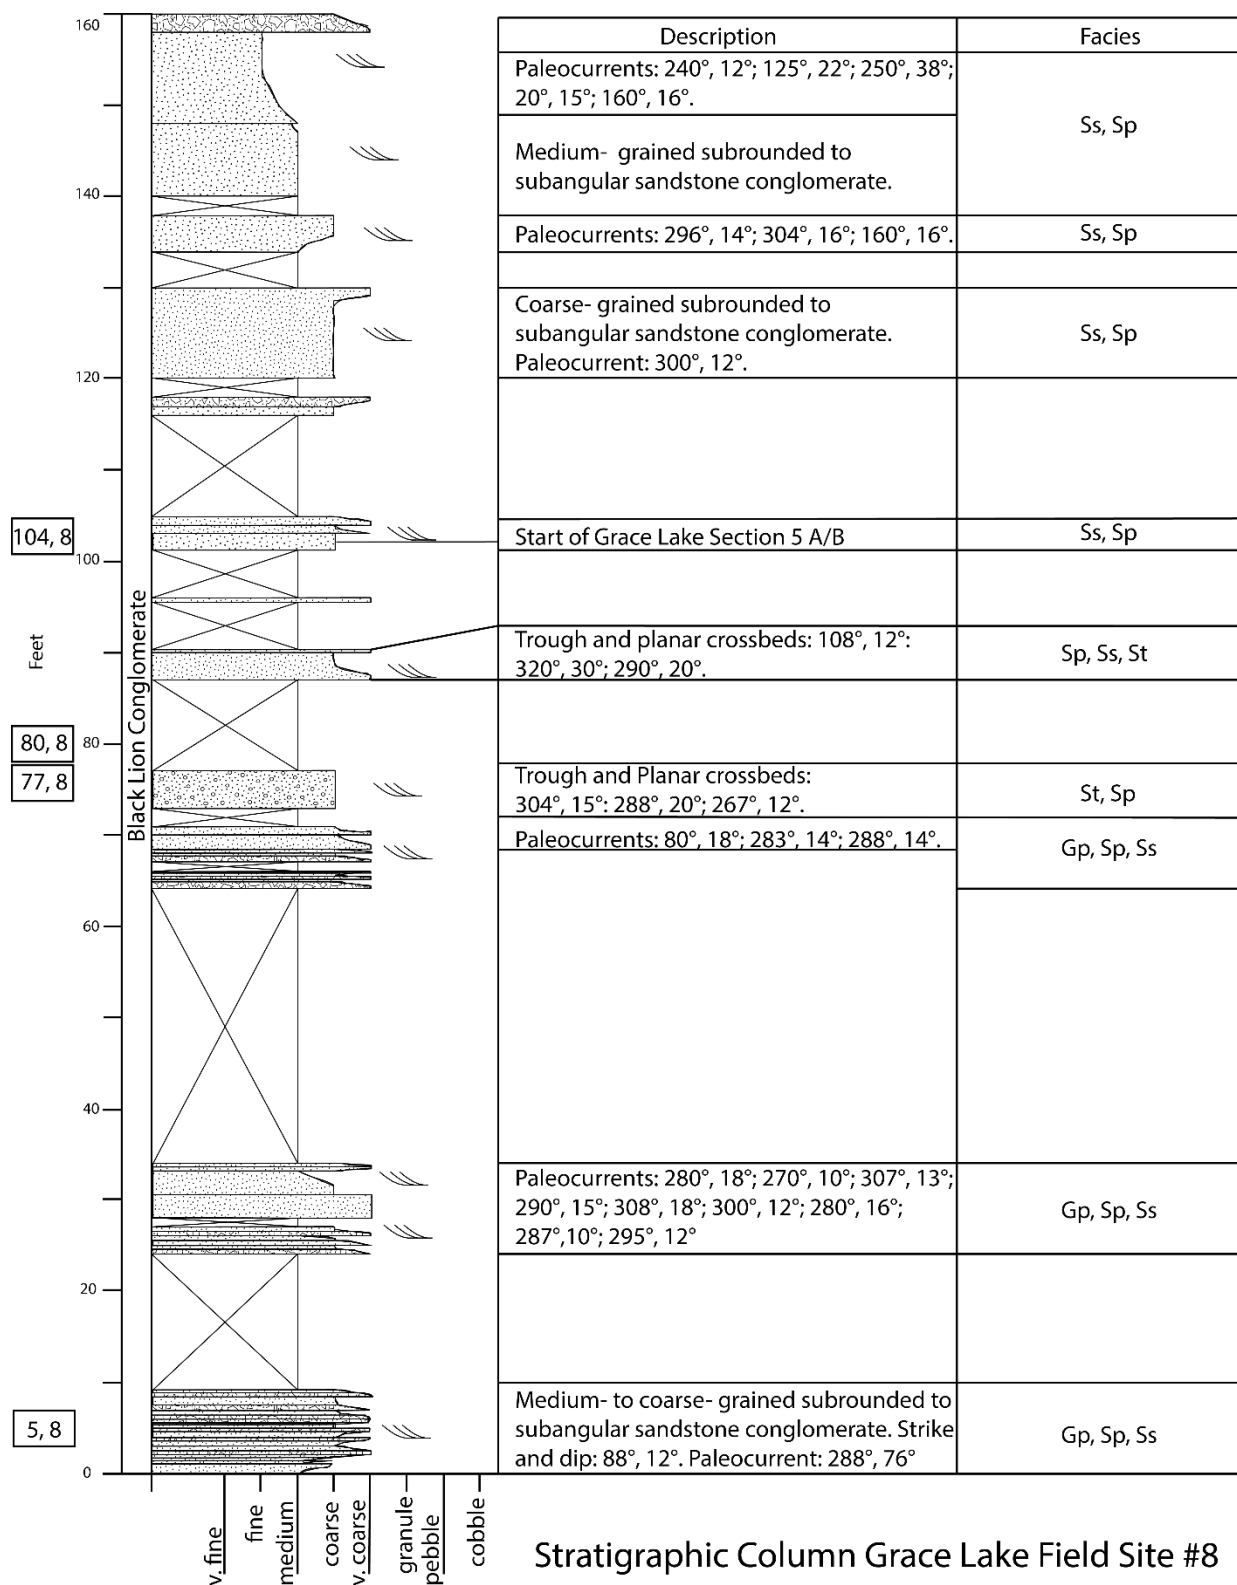 Description
Facies
Paleocurrents: 240°, 12°; 125°, 22°; 250°, 38°;
20°, 15°; 160°, 16°.
Ss, Sp
Medium- grained subrounded to
subangular sandstone conglomerate.
Paleocurrents: 296°, 14°; 304°, 16°; 160°, 16°.
Ss, Sp
Coarse- grained subrounded to
subangular sandstone conglomerate.
Paleocurrent: 300°, 12°.
Ss, Sp
Start of Grace Lake Section 5 A/B
Ss, Sp
Trough and planar crossbeds: 108°, 12°:
320°, 30°; 290°, 20°.
Sp, Ss, St
Trough and Planar crossbeds:
304°, 15°: 288°, 20°; 267°, 12°.
St, Sp
Paleocurrents: 80°, 18°; 283°, 14°; 288°, 14°.
Gp, Sp, Ss
Paleocurrents: 280°, 18°; 270°, 10°; 307°, 13°;
290°, 15°; 308°, 18°; 300°, 12°; 280°, 16°;
287°,10°; 295°, 12°
Gp, Sp, Ss
Medium- to coarse- grained subrounded to
subangular sandstone conglomerate. Strike
and dip: 88°, 12°. Paleocurrent: 288°, 76°
Gp, Sp, Ss
160
140
120
100
80
60
40
20
0
Feet
Black Lion Conglomerate
104, 8
80, 8
77, 8
5, 8
v. fine
fine
medium
coarse
v. coarse
granule
pebble
cobble
Stratigraphic Column Grace Lake Field Site #8